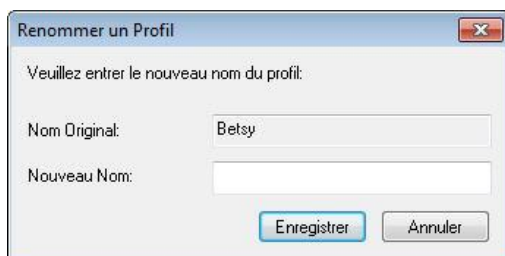 Renommer un Profil
Veuillez entrer le nouveau nom du profil:
Nom Original: Betsy
Nouveau Nom:
Enregistrer Annuler